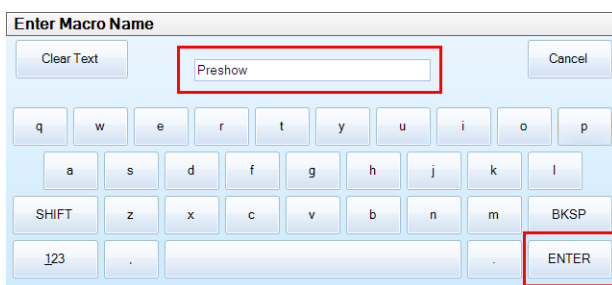 Enter Macro Name
Clear Text Preshow Cancel
q w e r t y u i o p
a s d f g h j k l
SHIFT z x c v b n m BKSP
123 . . ENTER